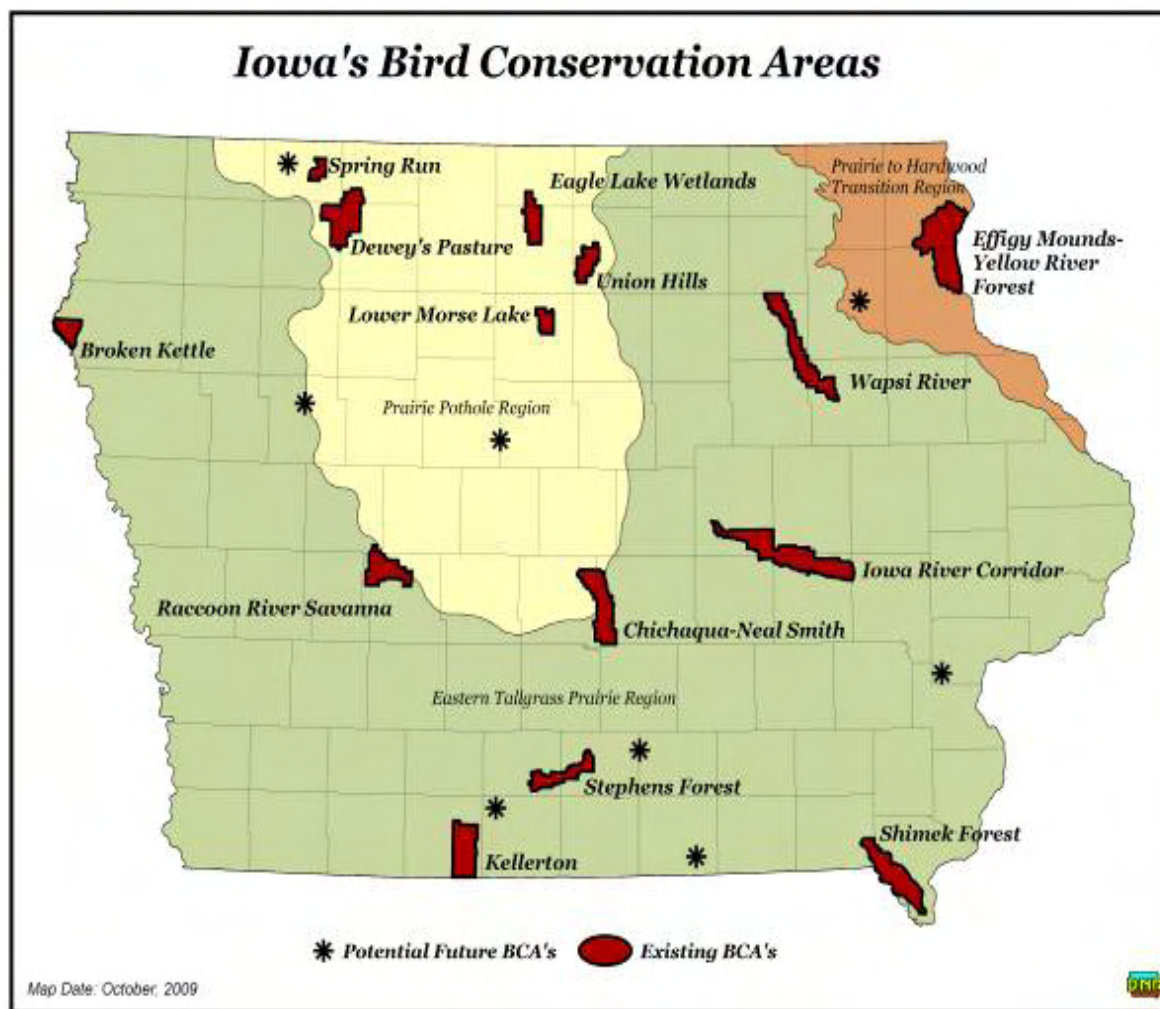 Iowa's Bird Conservation Areas
Spring Run
Prairie to Hardwood
Transition Region
Eagle Lake Wetlands
Dewey's Pasture
Effigy Mounds-
Yellow River
Forest
Union Hills
Lower Morse Lake
Broken Kettle
Wapsi River
Prairie Pothole Region
Iowa River Corridor
Raccoon River Savanna
Chichaqua-Neal Smith
Eastern Tallgrass Prairie Region
Stephens Forest
Shimek Forest
Kellerton
Potential Future BCA's
Existing BCA's
Map Date: October, 2009
DNR